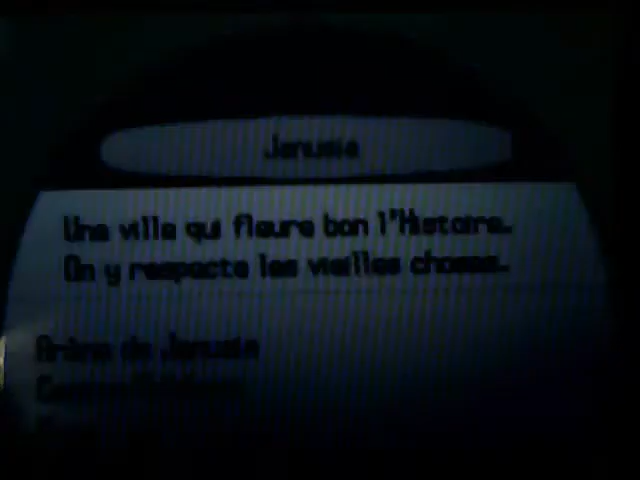 Janusia
Une ville qui fleure bon l'Histoire.
On y respecte les vieilles choses.
Arène de Janusia